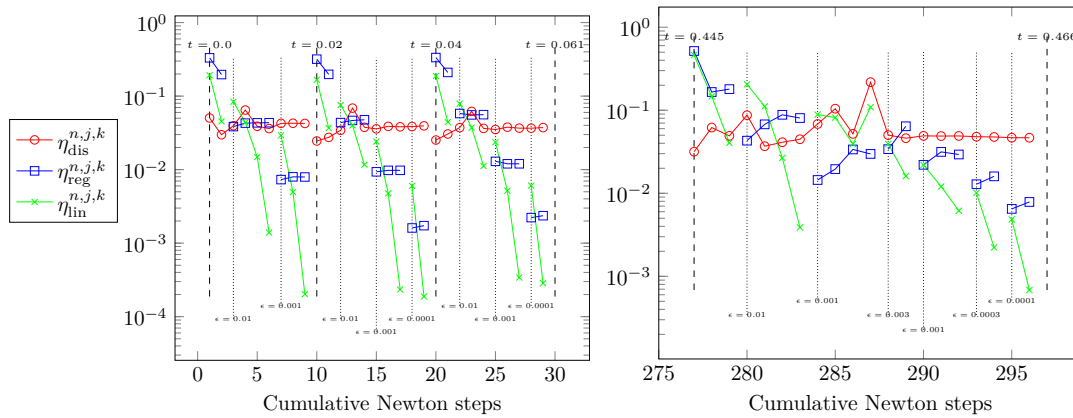 η_dis^{n,j,k}
η_reg^{n,j,k}
η_lin^{n,j,k}
10^0
10^−1
10^−2
10^−3
10^−4
t = 0.0
t = 0.02
t = 0.04
t = 0.061
ϵ = 0.01
ϵ = 0.001
ϵ = 0.01
ϵ = 0.001
ϵ = 0.0001
ϵ = 0.01
ϵ = 0.001
ϵ = 0.0001
0 5 10 15 20 25 30
Cumulative Newton steps
10^0
10^−1
10^−2
10^−3
t = 0.445
t = 0.466
ϵ = 0.01
ϵ = 0.001
ϵ = 0.003
ϵ = 0.001
ϵ = 0.0003
ϵ = 0.0001
275 280 285 290 295
Cumulative Newton steps